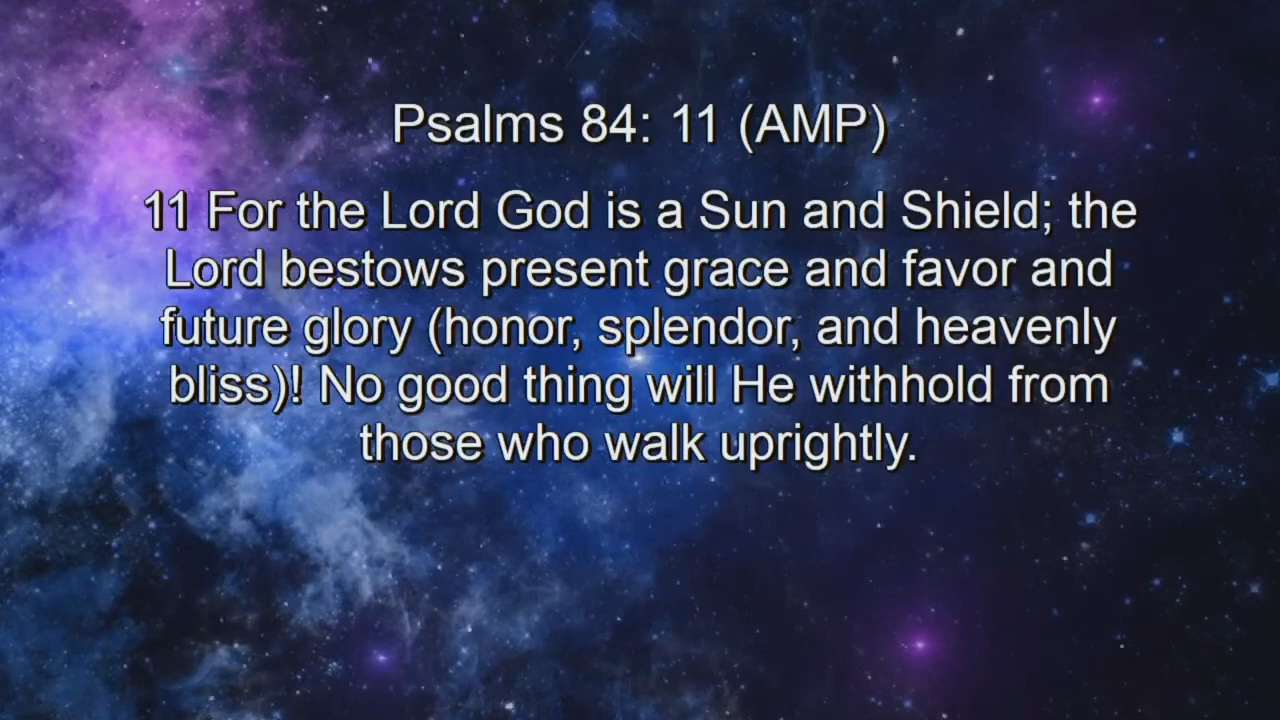 Psalms 84: 11 (AMP)
11 For the Lord God is a Sun and Shield; the
Lord bestows present grace and favor and
future glory (honor, splendor, and heavenly
bliss)! No good thing will He withhold from
those who walk uprightly.